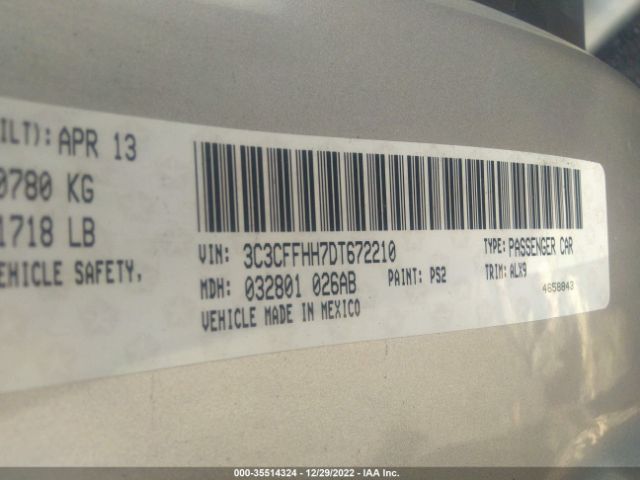 ILT): APR 13
0780 KG
1718 LB
EHICLE SAFETY.
VIN: 3C3CFFHH7DT672210
TYPE: PASSENGER CAR
MDH: 032801 026AB
PAINT: PS2
TRIM: ALX9
VEHICLE MADE IN MEXICO
4658843
00-35514324 | 12/29/2022 - IAA Inc.